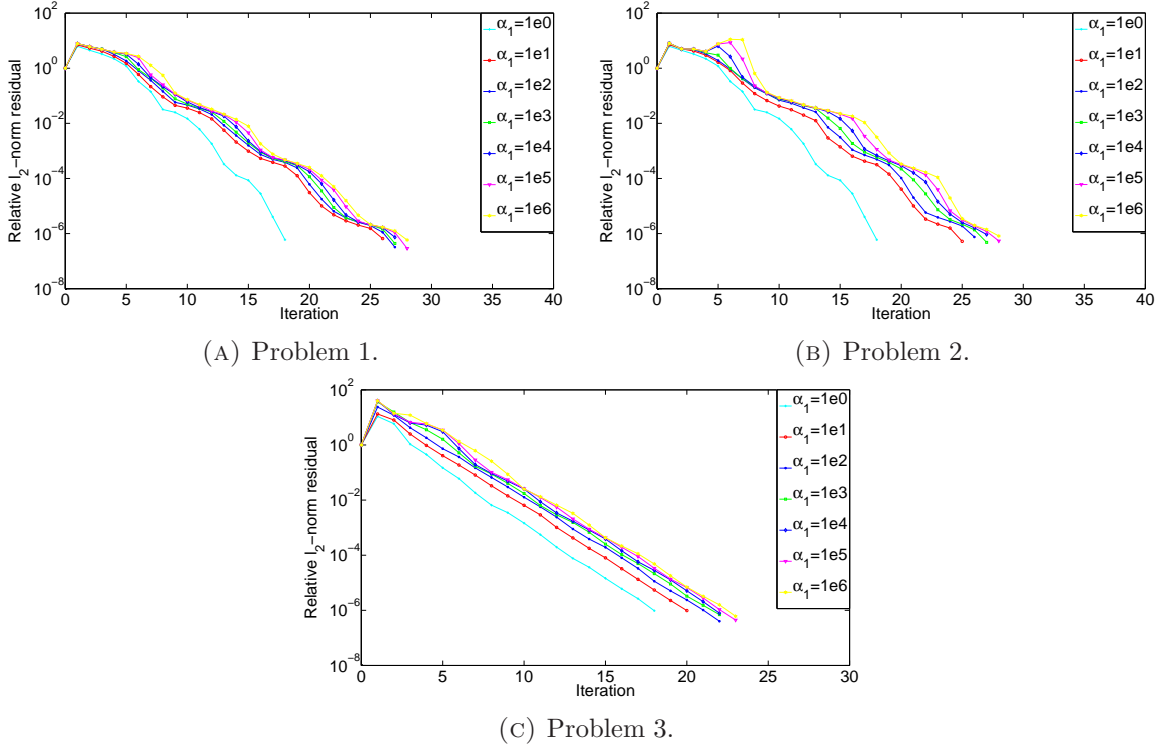 10^2
10^0
10^-2
10^-4
10^-6
10^-8
Relative l_2-norm residual
0 5 10 15 20 25 30 35 40
Iteration
α_1=1e0
α_1=1e1
α_1=1e2
α_1=1e3
α_1=1e4
α_1=1e5
α_1=1e6
(A) Problem 1.
10^2
10^0
10^-2
10^-4
10^-6
10^-8
Relative l_2-norm residual
0 5 10 15 20 25 30 35 40
Iteration
α_1=1e0
α_1=1e1
α_1=1e2
α_1=1e3
α_1=1e4
α_1=1e5
α_1=1e6
(B) Problem 2.
10^2
10^0
10^-2
10^-4
10^-6
10^-8
Relative l_2-norm residual
0 5 10 15 20 25 30
Iteration
α_1=1e0
α_1=1e1
α_1=1e2
α_1=1e3
α_1=1e4
α_1=1e5
α_1=1e6
(C) Problem 3.